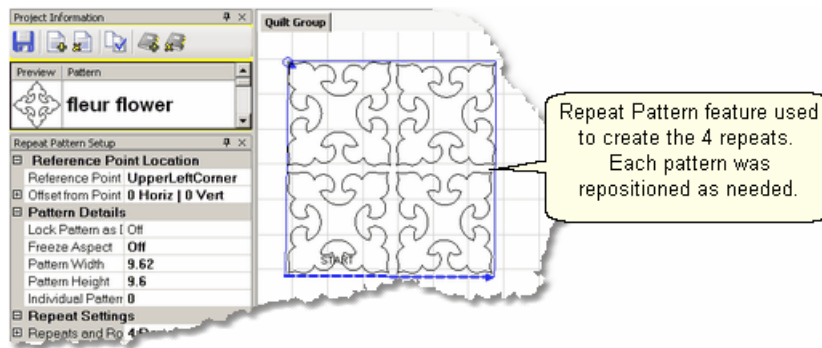 Project Information
Quilt Group
Preview Pattern
fleur flower
Repeat Pattern Setup
Reference Point Location
Reference Point UpperLeftCorner
Offset from Point 0 Horiz | 0 Vert
Pattern Details
Lock Pattern as Off
Freeze Aspect Off
Pattern Width 9.62
Pattern Height 9.6
Individual Pattern 0
Repeat Settings
Repeats and Ro 4
START
Repeat Pattern feature used
to create the 4 repeats.
Each pattern was
repositioned as needed.